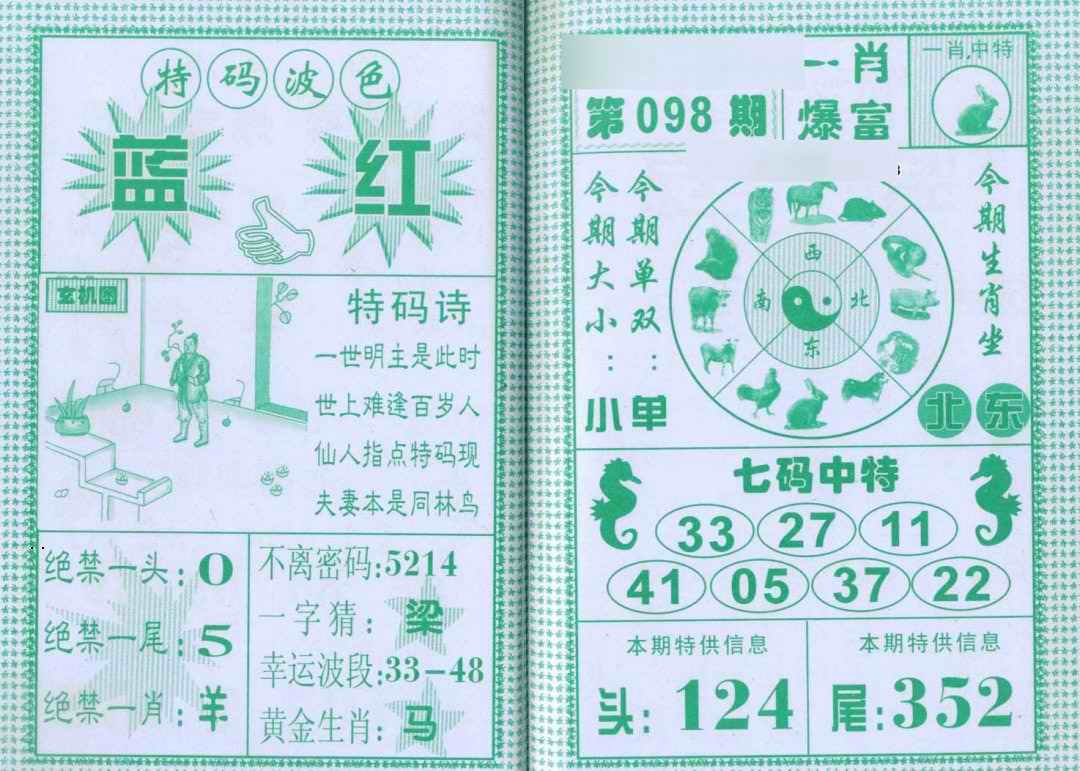 特码波色
蓝 红
玄机图
特码诗
一世明主是此时
世上难逢百岁人
仙人指点特码现
夫妻本是同林鸟
绝禁一头:0
绝禁一尾:5
绝禁一肖:羊
不离密码:5214
一字猜:梁
幸运波段:33-48
黄金生肖:马
一肖
第098期 爆富
一肖中特
今期大小:小
今期单双:单
西
南 北
东
今期生肖坐
北东
七码中特
33 27 11
41 05 37 22
本期特供信息
头:124
本期特供信息
尾:352